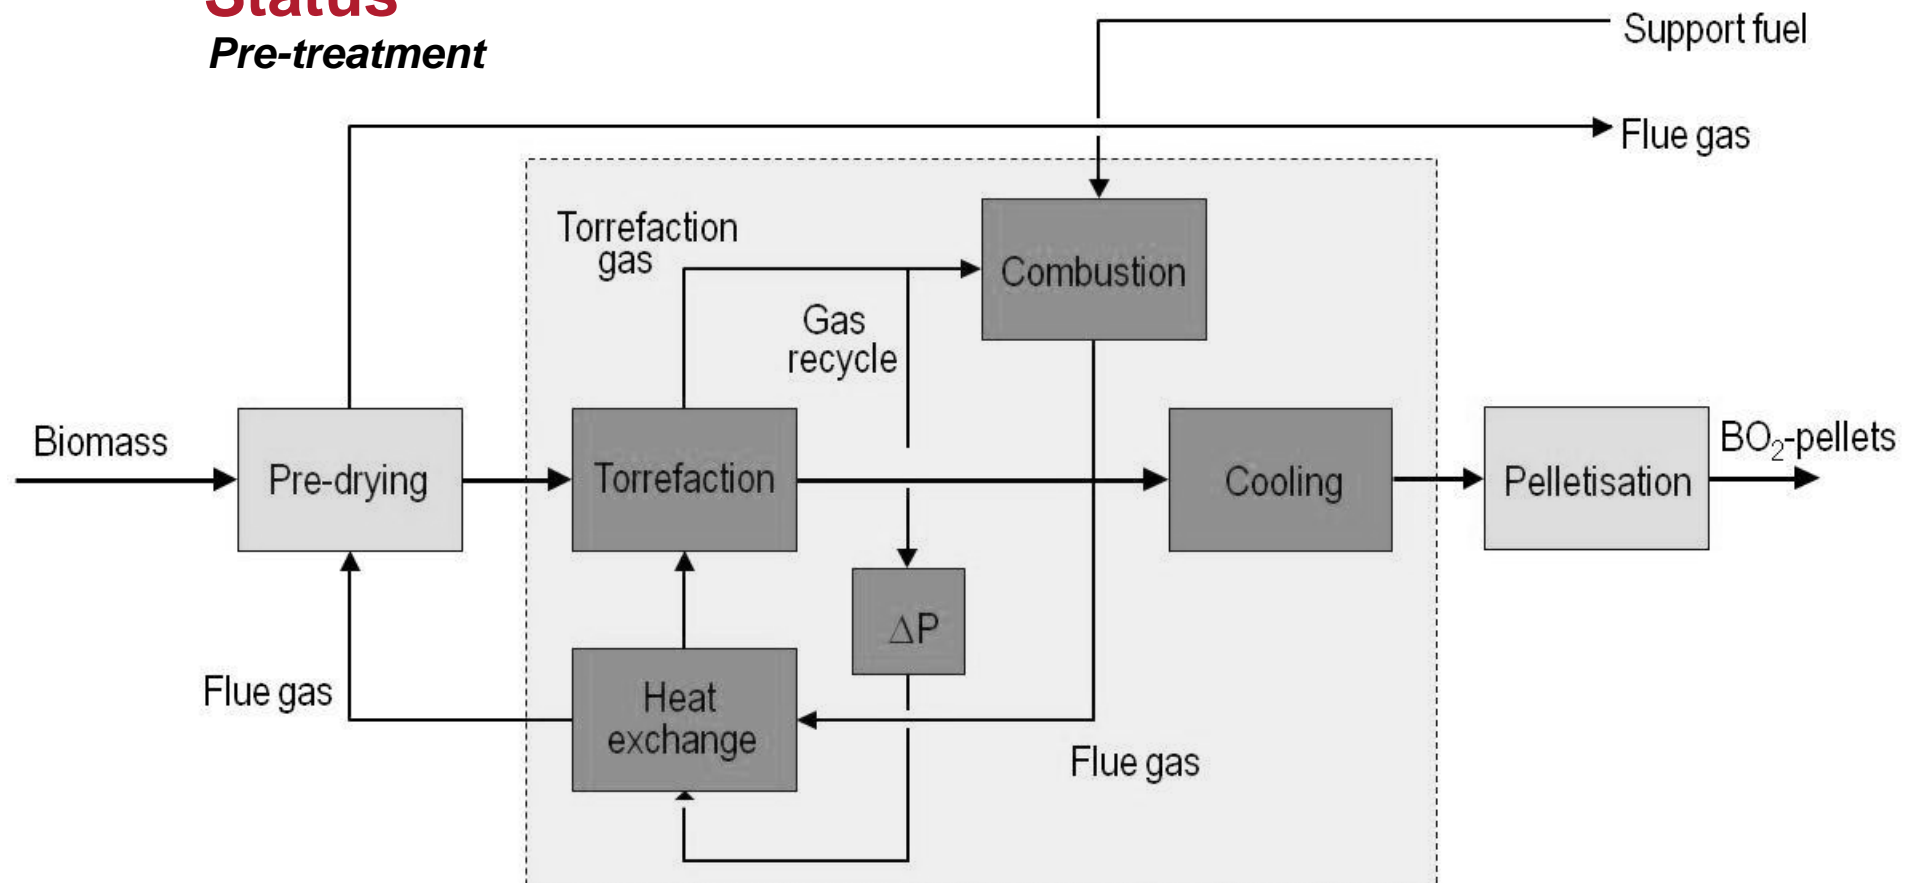 Status
Pre-treatment
Support fuel
Flue gas
Torrefaction
gas
Combustion
Gas
recycle
Biomass
Pre-drying
Torrefaction
Cooling
Pelletisation
BO₂-pellets
ΔP
Flue gas
Heat
exchange
Flue gas